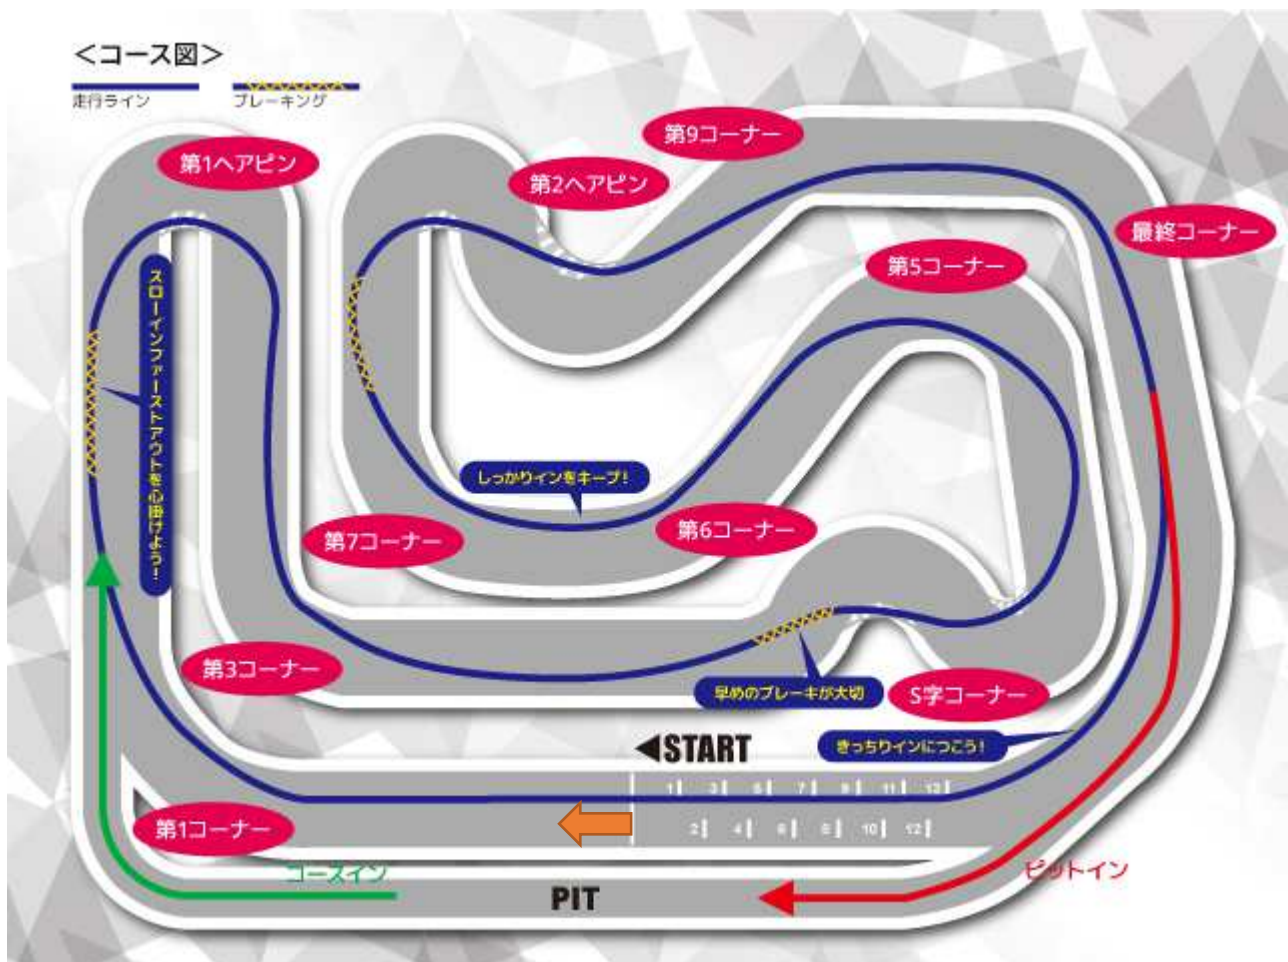 <コース図>
走行ライン
ブレーキング
第9コーナー
第1ヘアピン
第2ヘアピン
最終コーナー
第5コーナー
スローインファーストアウトを心掛けよう!
しっかりインをキープ!
第7コーナー
第6コーナー
第3コーナー
早めのブレーキが大切
S字コーナー
◀START
きっちりインにつこう!
1 3 5 7 9 11 13
2 4 6 8 10 12
第1コーナー
コースイン
PIT
ピットイン